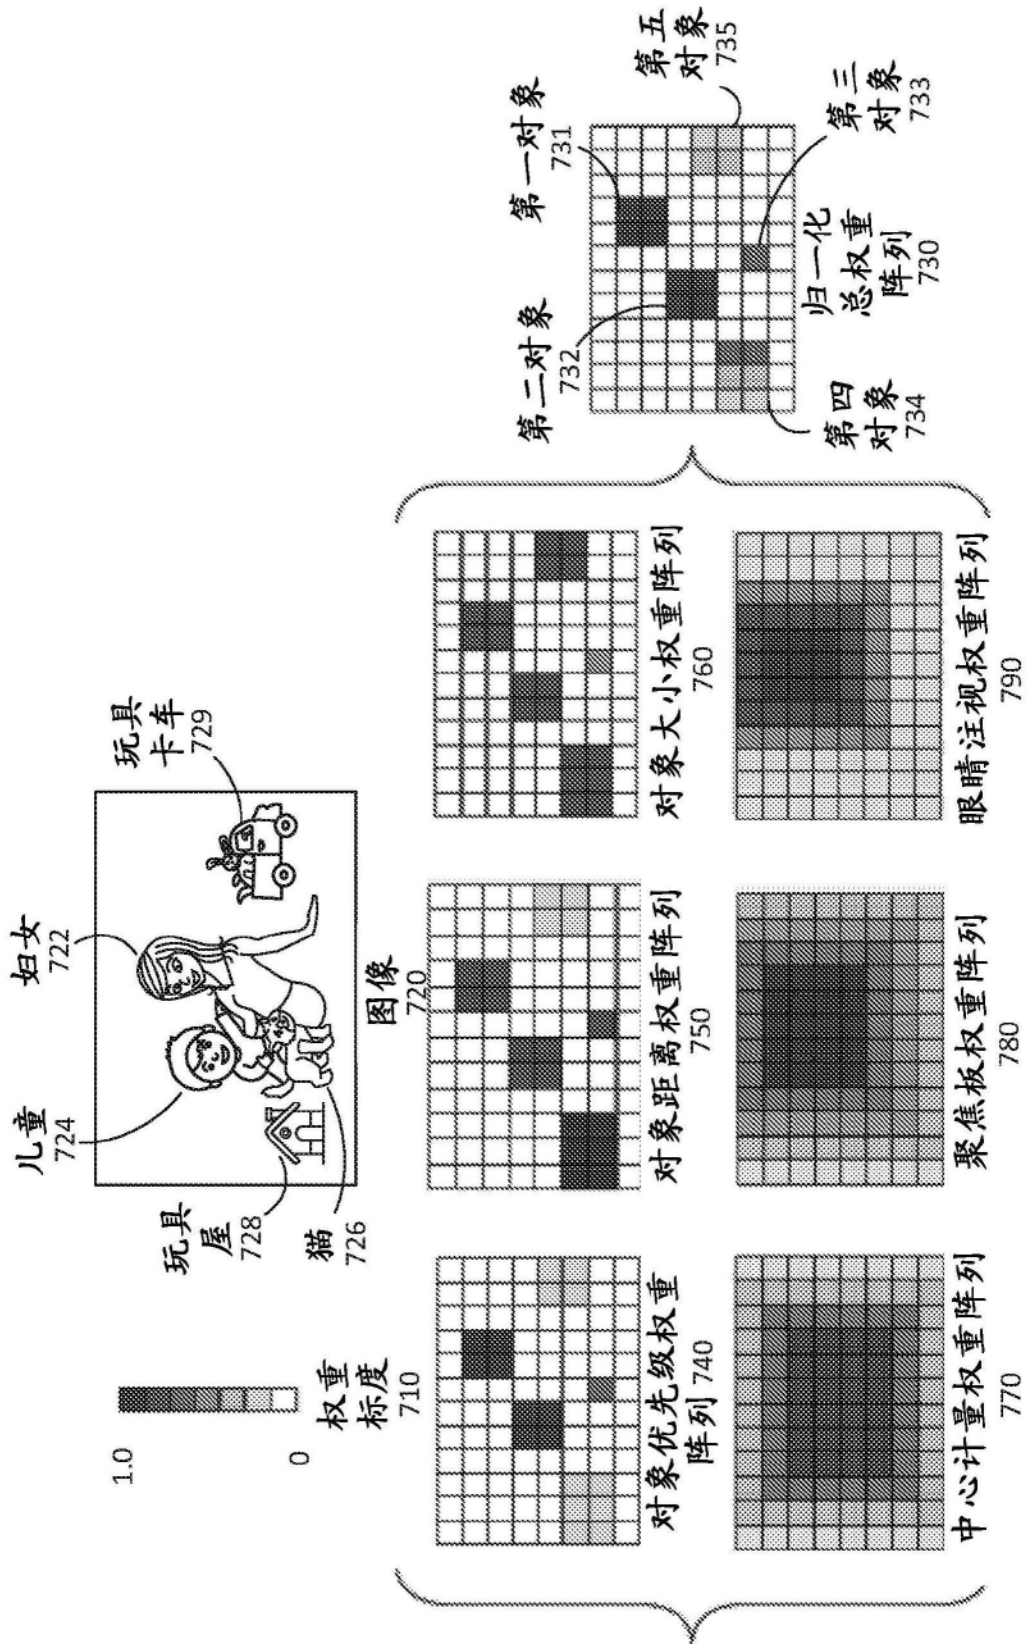 1.0
0
权重
标度
710
儿童
724
妇女
722
玩具
卡车
729
玩具
屋
728
猫
726
图像
720
对象优先级权重
阵列 740
对象距离权重阵列
750
对象大小权重阵列
760
中心计量权重阵列
770
聚焦板权重阵列
780
眼睛注视权重阵列
790
第二对象
732
第一对象
731
第五
对象
735
第四
对象
734
归一化
总权重
阵列
730
第三
对象
733